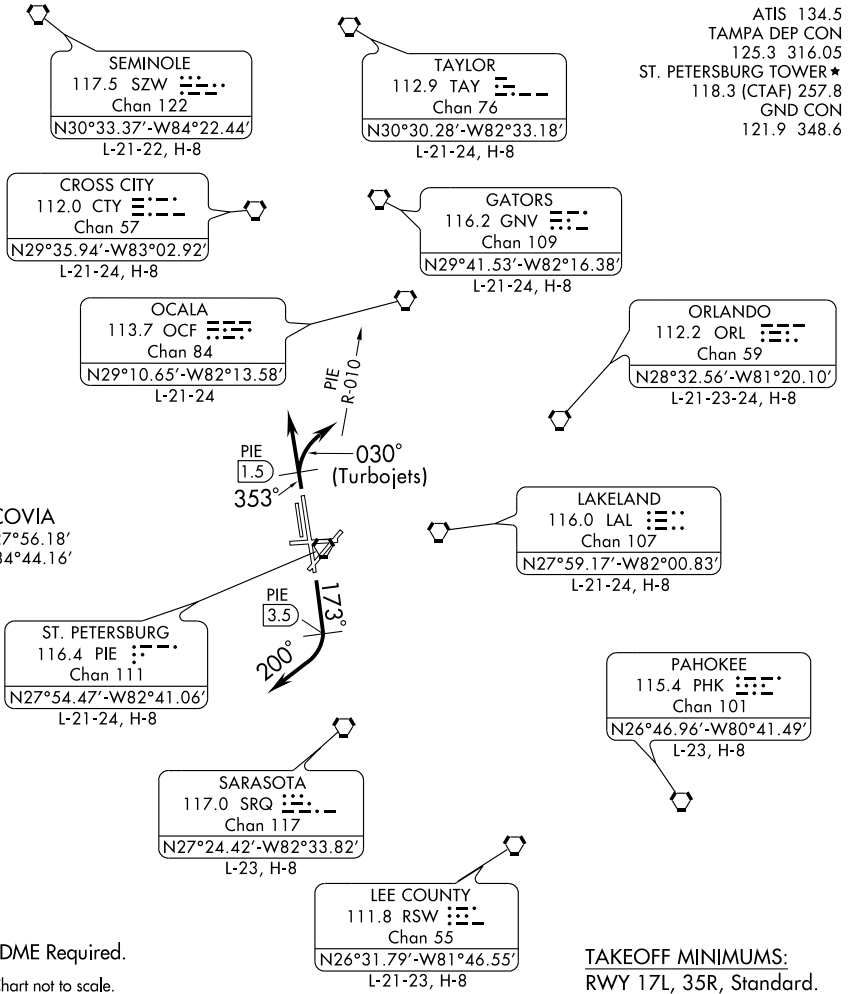 ATIS 134.5
TAMPA DEP CON
125.3 316.05
ST. PETERSBURG TOWER★
118.3 (CTAF) 257.8
GND CON
121.9 348.6
SEMINOLE
117.5 SZW
Chan 122
N30°33.37′-W84°22.44′
L-21-22, H-8
TAYLOR
112.9 TAY
Chan 76
N30°30.28′-W82°33.18′
L-21-24, H-8
CROSS CITY
112.0 CTY
Chan 57
N29°35.94′-W83°02.92′
L-21-24, H-8
GATORS
116.2 GNV
Chan 109
N29°41.53′-W82°16.38′
L-21-24, H-8
OCALA
113.7 OCF
Chan 84
N29°10.65′-W82°13.58′
L-21-24
ORLANDO
112.2 ORL
Chan 59
N28°32.56′-W81°20.10′
L-21-23-24, H-8
PIE
R-010
PIE
1.5
030°
(Turbojets)
353°
COVIA
27°56.18′
84°44.16′
LAKELAND
116.0 LAL
Chan 107
N27°59.17′-W82°00.83′
L-21-24, H-8
PIE
3.5
173°
200°
ST. PETERSBURG
116.4 PIE
Chan 111
N27°54.47′-W82°41.06′
L-21-24, H-8
PAHOKEE
115.4 PHK
Chan 101
N26°46.96′-W80°41.49′
L-23, H-8
SARASOTA
117.0 SRQ
Chan 117
N27°24.42′-W82°33.82′
L-23, H-8
LEE COUNTY
111.8 RSW
Chan 55
N26°31.79′-W81°46.55′
L-21-23, H-8
DME Required.
Chart not to scale.
TAKEOFF MINIMUMS:
RWY 17L, 35R, Standard.